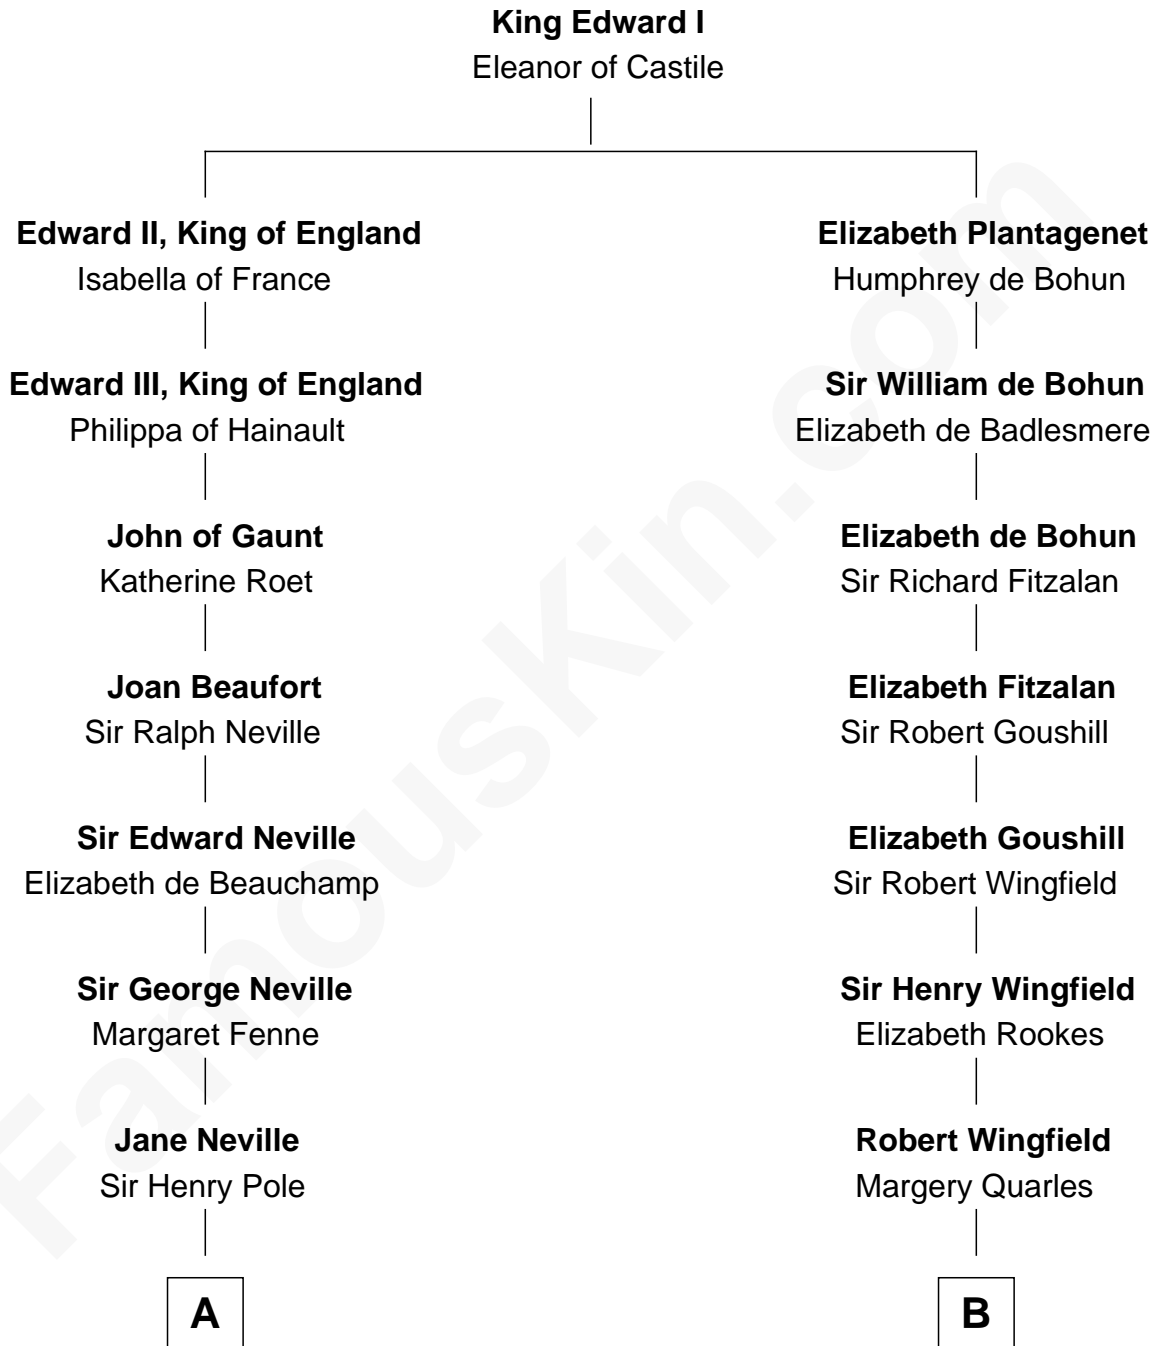 King Edward I
Eleanor of Castile
Edward II, King of England
Isabella of France
Elizabeth Plantagenet
Humphrey de Bohun
Edward III, King of England
Philippa of Hainault
Sir William de Bohun
Elizabeth de Badlesmere
John of Gaunt
Katherine Roet
Elizabeth de Bohun
Sir Richard Fitzalan
Joan Beaufort
Sir Ralph Neville
Elizabeth Fitzalan
Sir Robert Goushill
Sir Edward Neville
Elizabeth de Beauchamp
Elizabeth Goushill
Sir Robert Wingfield
Sir George Neville
Margaret Fenne
Sir Henry Wingfield
Elizabeth Rookes
Jane Neville
Sir Henry Pole
Robert Wingfield
Margery Quarles
A
B
FamousKin.com